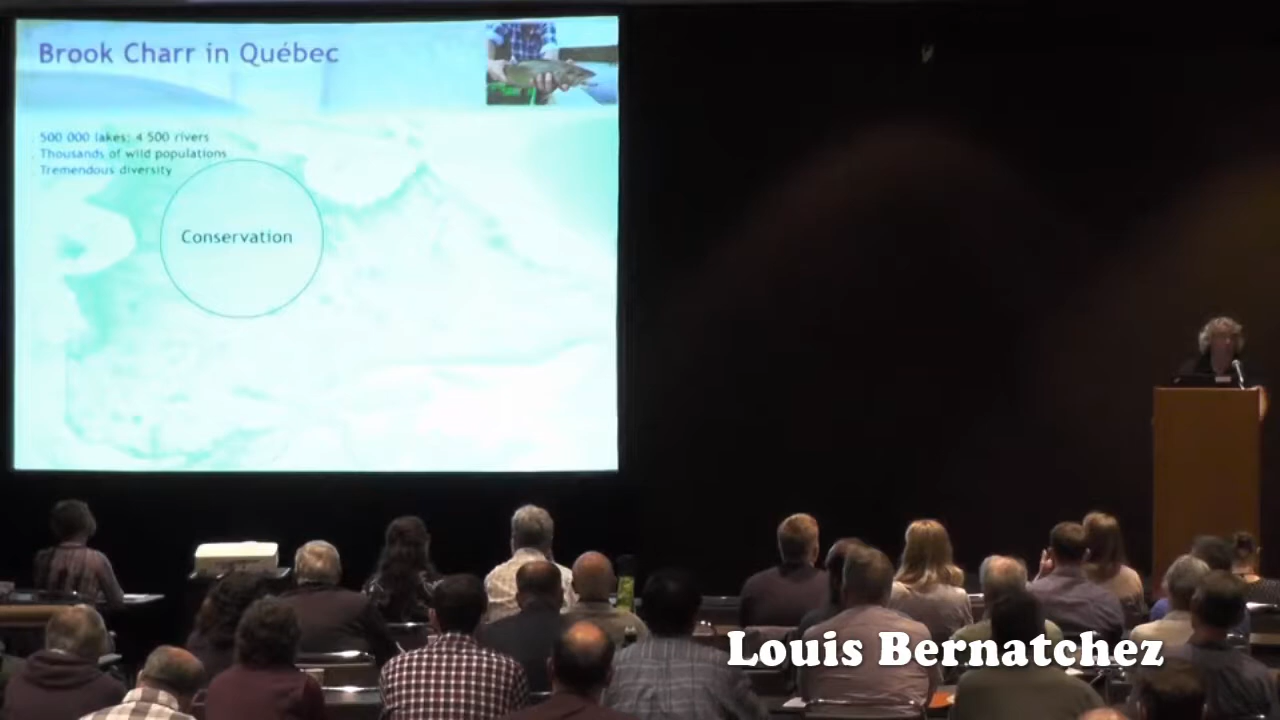 Brook Charr in Québec
500 000 lakes; 4 500 rivers
Thousands of wild populations
Tremendous diversity
Conservation
Louis Bernatchez